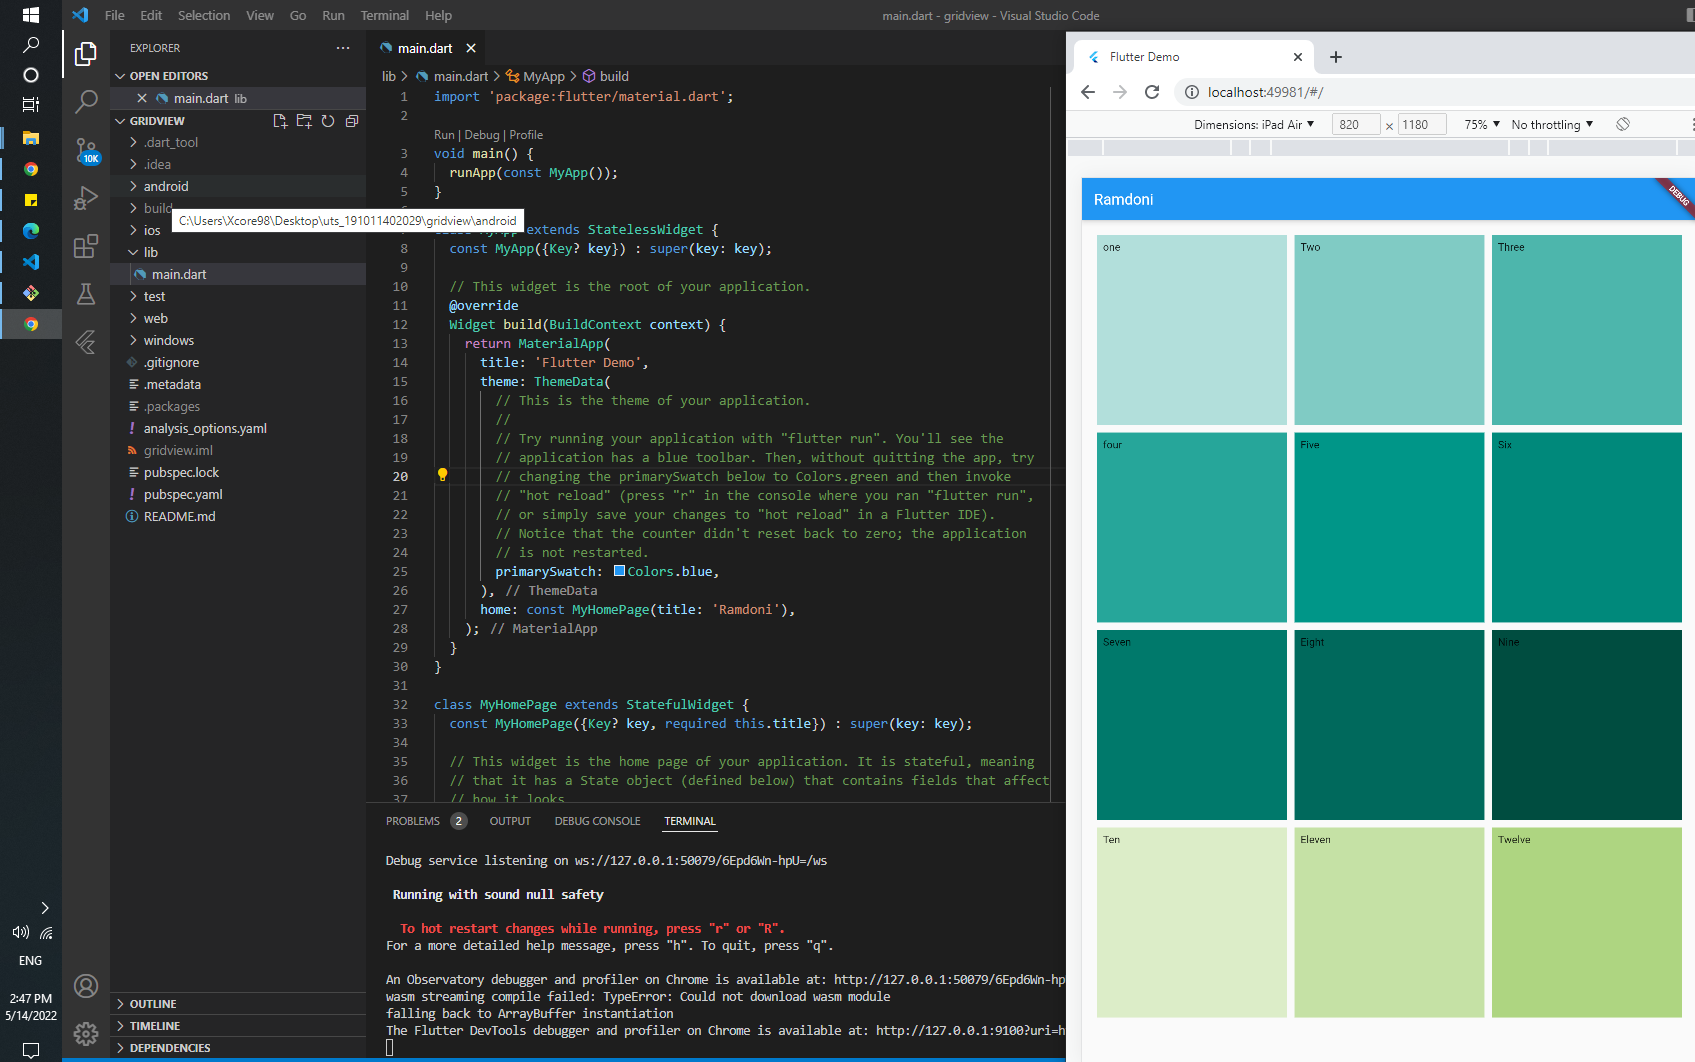 File Edit Selection View Go Run Terminal Help
main.dart - gridview - Visual Studio Code
EXPLORER
OPEN EDITORS
main.dart lib
GRIDVIEW
.dart_tool
.idea
android
build
C:\Users\Xcore98\Desktop\uts_191011402029\gridview\android
ios
lib
main.dart
test
web
windows
.gitignore
.metadata
.packages
analysis_options.yaml
gridview.iml
pubspec.lock
pubspec.yaml
README.md
OUTLINE
TIMELINE
DEPENDENCIES
10K
ENG
2:47 PM
5/14/2022
main.dart
lib > main.dart > MyApp > build
1 import 'package:flutter/material.dart';
2
Run | Debug | Profile
3 void main() {
4 runApp(const MyApp());
5 }
extends StatelessWidget {
8 const MyApp({Key? key}) : super(key: key);
9
10 // This widget is the root of your application.
11 @override
12 Widget build(BuildContext context) {
13 return MaterialApp(
14 title: 'Flutter Demo',
15 theme: ThemeData(
16 // This is the theme of your application.
17 //
18 // Try running your application with "flutter run". You'll see the
19 // application has a blue toolbar. Then, without quitting the app, try
20 // changing the primarySwatch below to Colors.green and then invoke
21 // "hot reload" (press "r" in the console where you ran "flutter run",
22 // or simply save your changes to "hot reload" in a Flutter IDE).
23 // Notice that the counter didn't reset back to zero; the application
24 // is not restarted.
25 primarySwatch: Colors.blue,
26 ), // ThemeData
27 home: const MyHomePage(title: 'Ramdoni'),
28 ); // MaterialApp
29 }
30 }
31
32 class MyHomePage extends StatefulWidget {
33 const MyHomePage({Key? key, required this.title}) : super(key: key);
34
35 // This widget is the home page of your application. It is stateful, meaning
36 // that it has a State object (defined below) that contains fields that affect
37 // how it looks
PROBLEMS 2 OUTPUT DEBUG CONSOLE TERMINAL
Debug service listening on ws://127.0.0.1:50079/6Epd6Wn-hpU=/ws
Running with sound null safety
To hot restart changes while running, press "r" or "R".
For a more detailed help message, press "h". To quit, press "q".
An Observatory debugger and profiler on Chrome is available at: http://127.0.0.1:50079/6Epd6Wn-hp
wasm streaming compile failed: TypeError: Could not download wasm module
falling back to ArrayBuffer instantiation
The Flutter DevTools debugger and profiler on Chrome is available at: http://127.0.0.1:9100?uri=h
Flutter Demo
localhost:49981/#/
Dimensions: iPad Air 820 × 1180 75% No throttling
Ramdoni
DEBUG
one Two Three
four Five Six
Seven Eight Nine
Ten Eleven Twelve